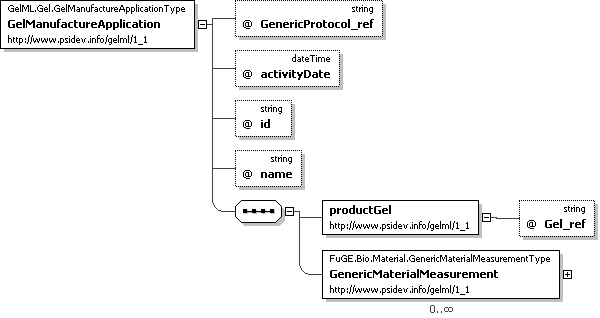 GelML.Gel.GelManufactureApplicationType
GelManufactureApplication
http://www.psidev.info/gelml/1_1
string
@ GenericProtocol_ref
dateTime
@ activityDate
string
@ id
string
@ name
productGel
http://www.psidev.info/gelml/1_1
string
@ Gel_ref
FuGE.Bio.Material.GenericMaterialMeasurementType
GenericMaterialMeasurement
http://www.psidev.info/gelml/1_1
0..∞